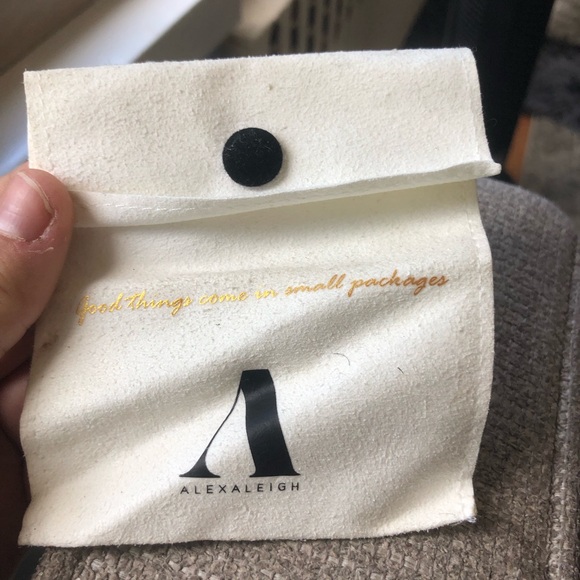 good things come in small packages
A
ALEXALEIGH